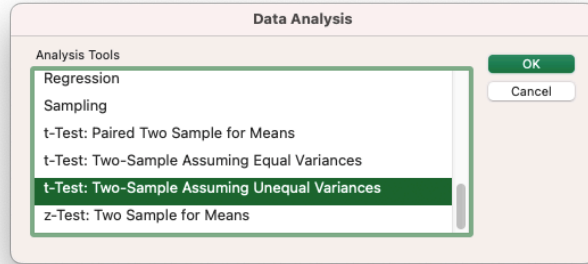 Data Analysis
Analysis Tools
Regression
Sampling
t-Test: Paired Two Sample for Means
t-Test: Two-Sample Assuming Equal Variances
t-Test: Two-Sample Assuming Unequal Variances
z-Test: Two Sample for Means
OK
Cancel